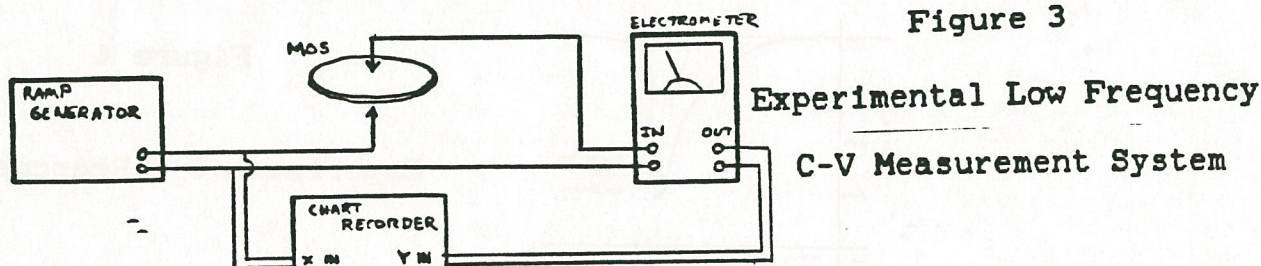 Figure 3
Experimental Low Frequency
C-V Measurement System
MOS
ELECTROMETER
RAMP
GENERATOR
IN OUT
CHART
RECORDER
X IN Y IN